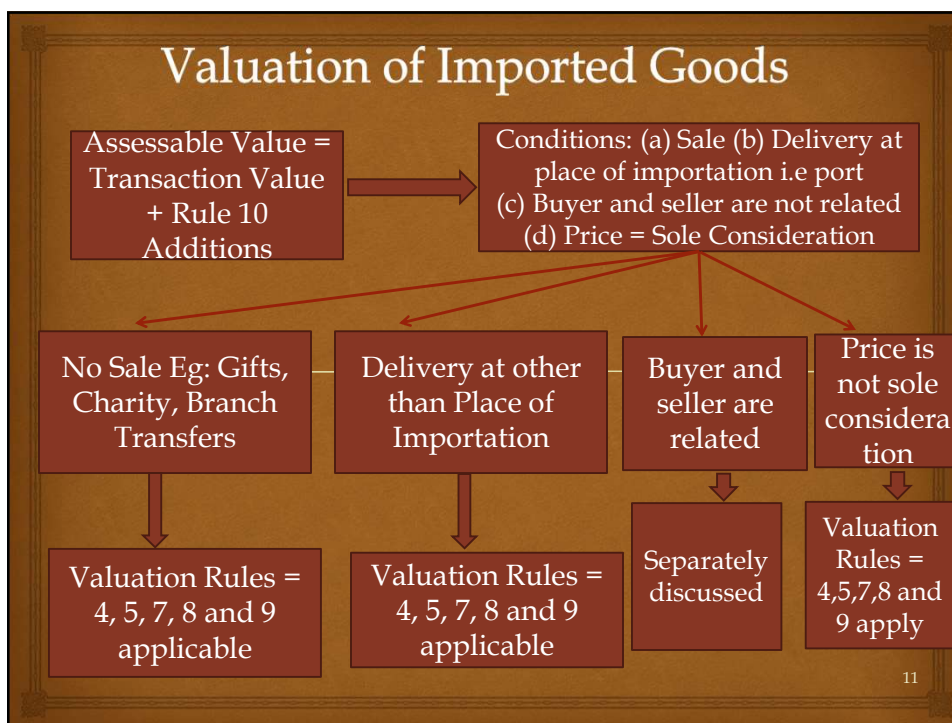 Valuation of Imported Goods
Assessable Value =
Transaction Value
+ Rule 10
Additions
Conditions: (a) Sale (b) Delivery at
place of importation i.e port
(c) Buyer and seller are not related
(d) Price = Sole Consideration
No Sale Eg: Gifts,
Charity, Branch
Transfers
Delivery at other
than Place of
Importation
Buyer and
seller are
related
Price is
not sole
considera
tion
Valuation Rules =
4, 5, 7, 8 and 9
applicable
Valuation Rules =
4, 5, 7, 8 and 9
applicable
Separately
discussed
Valuation
Rules =
4,5,7,8 and
9 apply
11